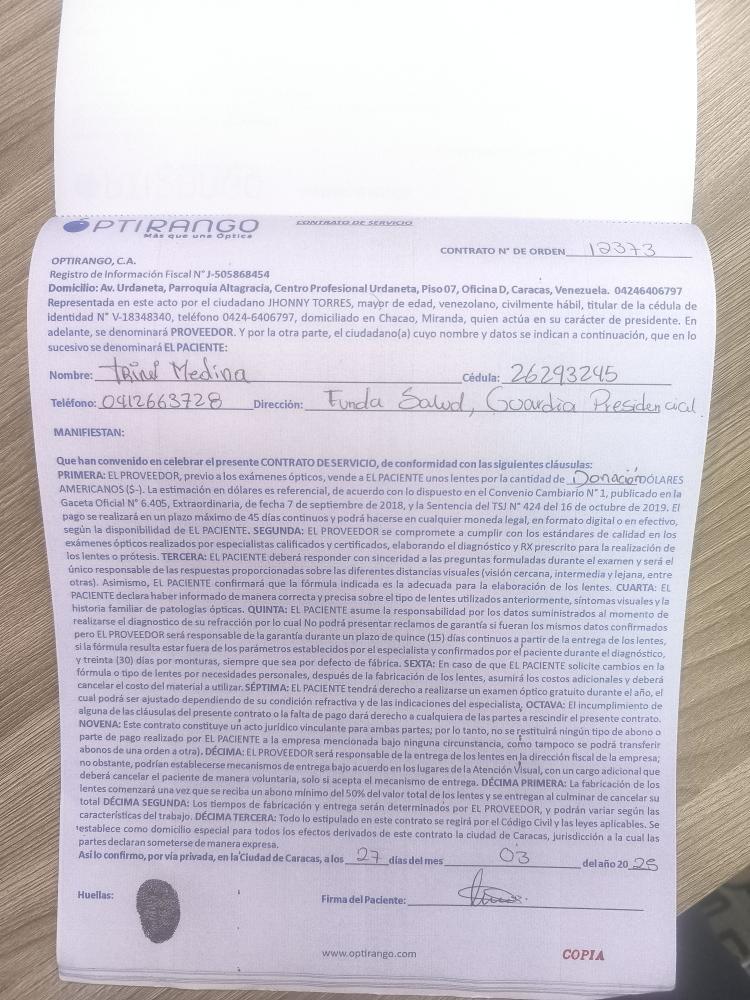 OPTIRANGO
Más que una Óptica
CONTRATO DE SERVICIO
CONTRATO N° DE ORDEN 12373
OPTIRANGO, C.A.
Registro de Información Fiscal N° J-505868454
Domicilio: Av. Urdaneta, Parroquia Altagracia, Centro Profesional Urdaneta, Piso 07, Oficina D, Caracas, Venezuela. 04246406797
Representada en este acto por el ciudadano JHONNY TORRES, mayor de edad, venezolano, civilmente hábil, titular de la cédula de
identidad N° V-18348340, teléfono 0424-6406797, domiciliado en Chacao, Miranda, quien actúa en su carácter de presidente. En
adelante, se denominará PROVEEDOR. Y por la otra parte, el ciudadano(a) cuyo nombre y datos se indican a continuación, que en lo
sucesivo se denominará EL PACIENTE:
Nombre: Trini Medina Cédula: 26293245
Teléfono: 0412663728 Dirección: Funda Salud, Guardia Presidencial
MANIFIESTAN:
Que han convenido en celebrar el presente CONTRATO DE SERVICIO, de conformidad con las siguientes cláusulas:
PRIMERA: EL PROVEEDOR, previo a los exámenes ópticos, vende a EL PACIENTE unos lentes por la cantidad de Donación DÓLARES
AMERICANOS ($-). La estimación en dólares es referencial, de acuerdo con lo dispuesto en el Convenio Cambiario N° 1, publicado en la
Gaceta Oficial N° 6.405, Extraordinaria, de fecha 7 de septiembre de 2018, y la Sentencia del TSJ N° 424 del 16 de octubre de 2019. El
pago se realizará en un plazo máximo de 45 días continuos y podrá hacerse en cualquier moneda legal, en formato digital o en efectivo,
según la disponibilidad de EL PACIENTE. SEGUNDA: EL PROVEEDOR se compromete a cumplir con los estándares de calidad en los
exámenes ópticos realizados por especialistas calificados y certificados, elaborando el diagnóstico y RX prescrito para la realización de
los lentes o prótesis. TERCERA: EL PACIENTE deberá responder con sinceridad a las preguntas formuladas durante el examen y será el
único responsable de las respuestas proporcionadas sobre las diferentes distancias visuales (visión cercana, intermedia y lejana, entre
otras). Asimismo, EL PACIENTE confirmará que la fórmula indicada es la adecuada para la elaboración de los lentes. CUARTA: EL
PACIENTE declara haber informado de manera correcta y precisa sobre el tipo de lentes utilizados anteriormente, síntomas visuales y la
historia familiar de patologías ópticas. QUINTA: EL PACIENTE asume la responsabilidad por los datos suministrados al momento de
realizarse el diagnostico de su refracción por lo cual No podrá presentar reclamos de garantía si fueran los mismos datos confirmados
pero EL PROVEEDOR será responsable de la garantía durante un plazo de quince (15) días continuos a partir de la entrega de los lentes,
si la fórmula resulta estar fuera de los parámetros establecidos por el especialista y confirmados por el paciente durante el diagnóstico,
y treinta (30) días por monturas, siempre que sea por defecto de fábrica. SEXTA: En caso de que EL PACIENTE solicite cambios en la
fórmula o tipo de lentes por necesidades personales, después de la fabricación de los lentes, asumirá los costos adicionales y deberá
cancelar el costo del material a utilizar. SÉPTIMA: EL PACIENTE tendrá derecho a realizarse un examen óptico gratuito durante el año, el
cual podrá ser ajustado dependiendo de su condición refractiva y de las indicaciones del especialista. OCTAVA: El incumplimiento de
alguna de las cláusulas del presente contrato o la falta de pago dará derecho a cualquiera de las partes a rescindir el presente contrato.
NOVENA: Este contrato constituye un acto jurídico vinculante para ambas partes; por lo tanto, no se restituirá ningún tipo de abono o
parte de pago realizado por EL PACIENTE a la empresa mencionada bajo ninguna circunstancia, como tampoco se podrá transferir
abonos de una orden a otra). DÉCIMA: EL PROVEEDOR será responsable de la entrega de los lentes en la dirección fiscal de la empresa;
no obstante, podrían establecerse mecanismos de entrega bajo acuerdo en los lugares de la Atención Visual, con un cargo adicional que
deberá cancelar el paciente de manera voluntaria, solo si acepta el mecanismo de entrega. DÉCIMA PRIMERA: La fabricación de los
lentes comenzará una vez que se reciba un abono mínimo del 50% del valor total de los lentes y se entregan al culminar de cancelar su
total DÉCIMA SEGUNDA: Los tiempos de fabricación y entrega serán determinados por EL PROVEEDOR, y podrán variar según las
características del trabajo. DÉCIMA TERCERA: Todo lo estipulado en este contrato se regirá por el Código Civil y las leyes aplicables. Se
establece como domicilio especial para todos los efectos derivados de este contrato la ciudad de Caracas, jurisdicción a la cual las
partes declaran someterse de manera expresa.
Así lo confirmo, por vía privada, en la Ciudad de Caracas, a los 27 días del mes 03 del año 20 25
Huellas:
Firma del Paciente:
www.optirango.com
COPIA